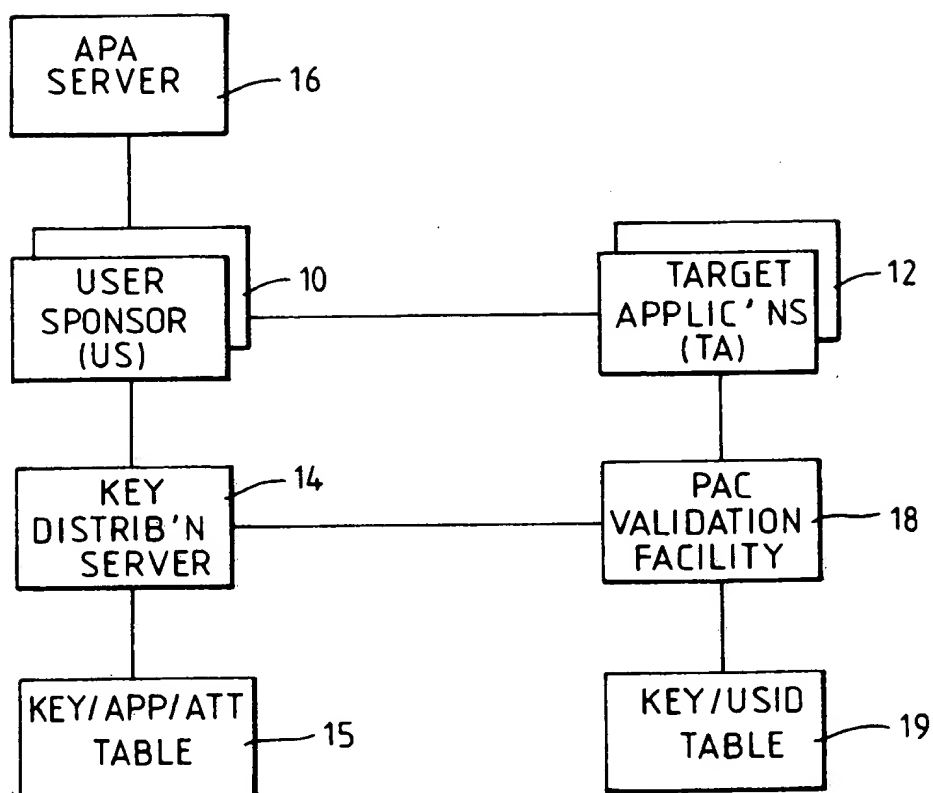 APA
SERVER
16
USER
SPONSOR
(US)
10
TARGET
APPLIC'NS
(TA)
12
KEY
DISTRIB'N
SERVER
14
PAC
VALIDATION
FACILITY
18
KEY/APP/ATT
TABLE
15
KEY/USID
TABLE
19